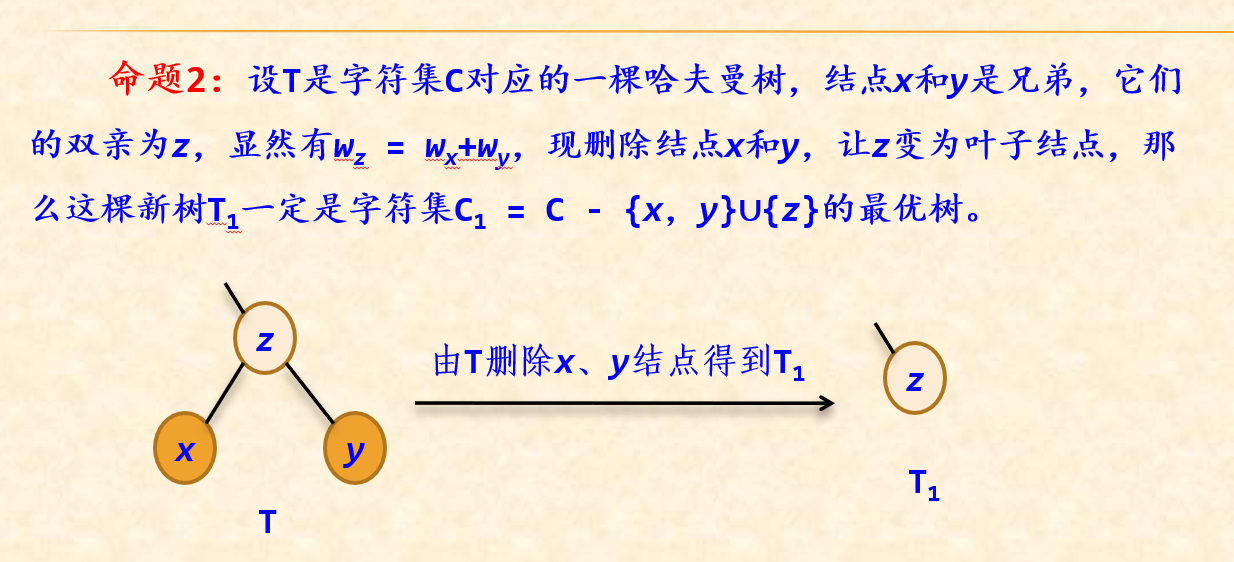 命题2：设T是字符集C对应的一棵哈夫曼树，结点x和y是兄弟，它们
的双亲为z，显然有wz = wx+wy，现删除结点x和y，让z变为叶子结点，那
么这棵新树T1一定是字符集C1 = C - {x，y}∪{z}的最优树。
z
由T删除x、y结点得到T1
z
x
y
T1
T